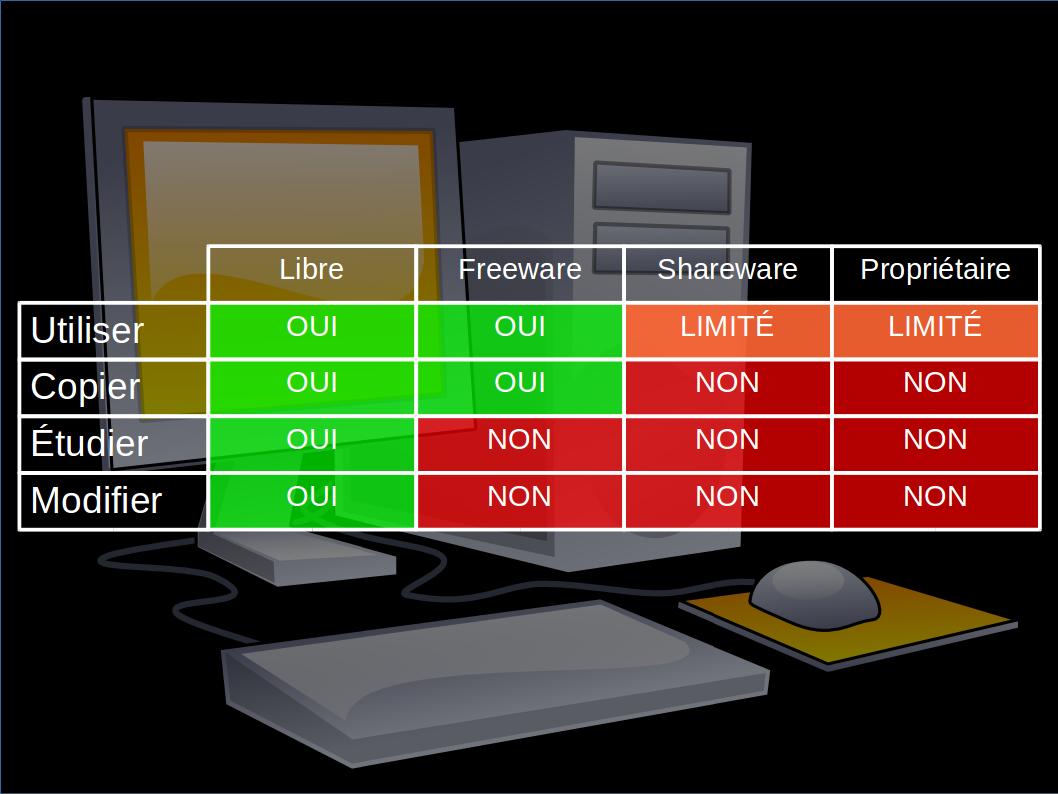 Libre Freeware Shareware Propriétaire
Utiliser OUI OUI LIMITÉ LIMITÉ
Copier OUI OUI NON NON
Étudier OUI NON NON NON
Modifier OUI NON NON NON